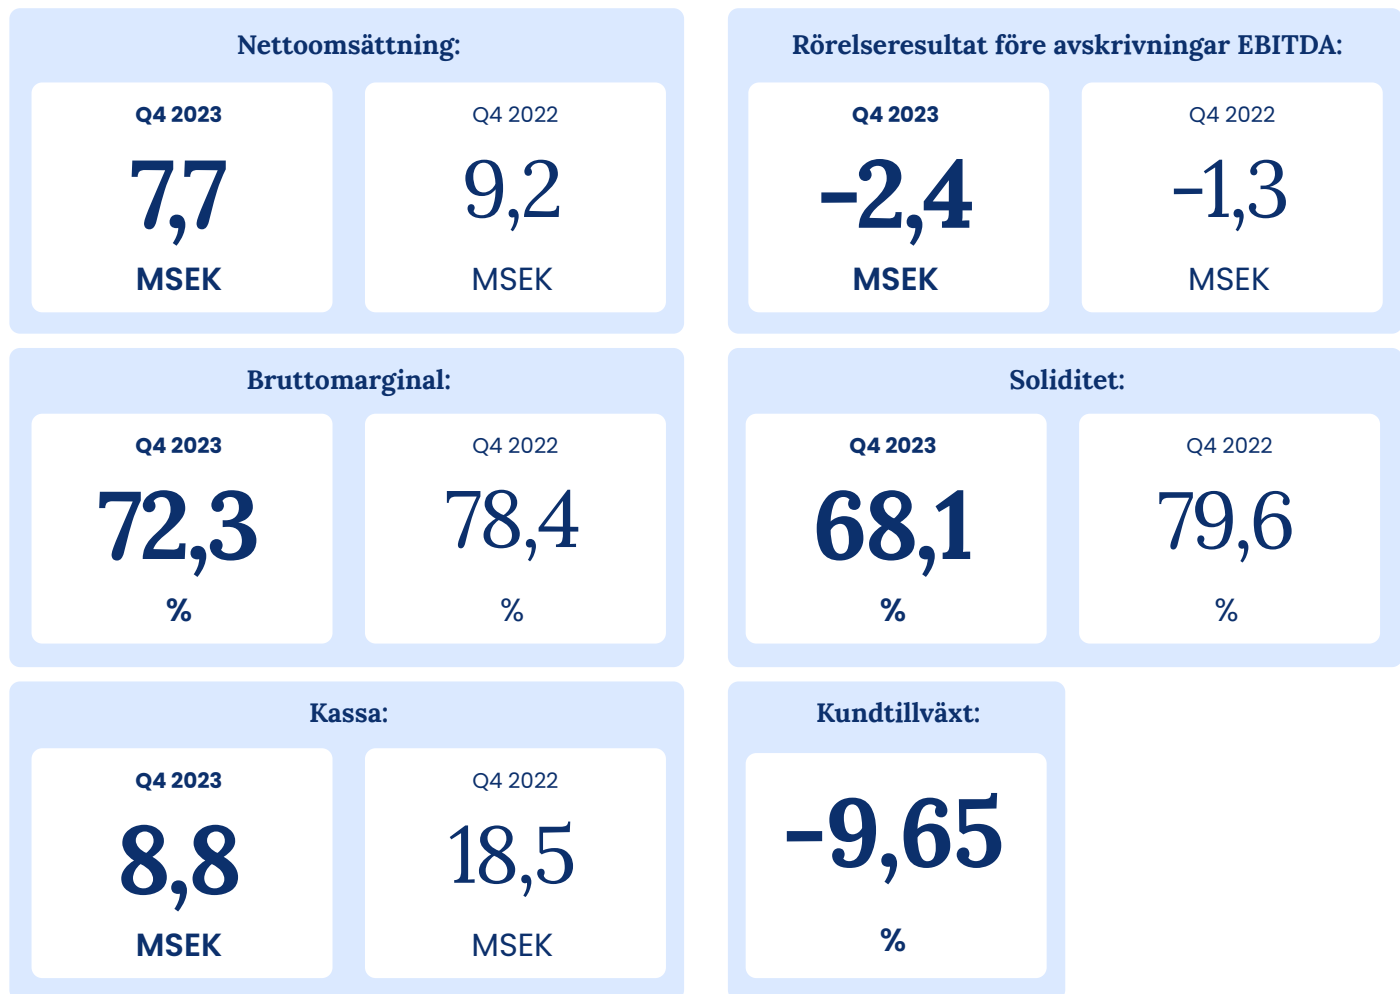 Nettoomsättning:
Q4 2023
7,7
MSEK
Q4 2022
9,2
MSEK
Rörelseresultat före avskrivningar EBITDA:
Q4 2023
-2,4
MSEK
Q4 2022
-1,3
MSEK
Bruttomarginal:
Q4 2023
72,3
%
Q4 2022
78,4
%
Soliditet:
Q4 2023
68,1
%
Q4 2022
79,6
%
Kassa:
Q4 2023
8,8
MSEK
Q4 2022
18,5
MSEK
Kundtillväxt:
-9,65
%